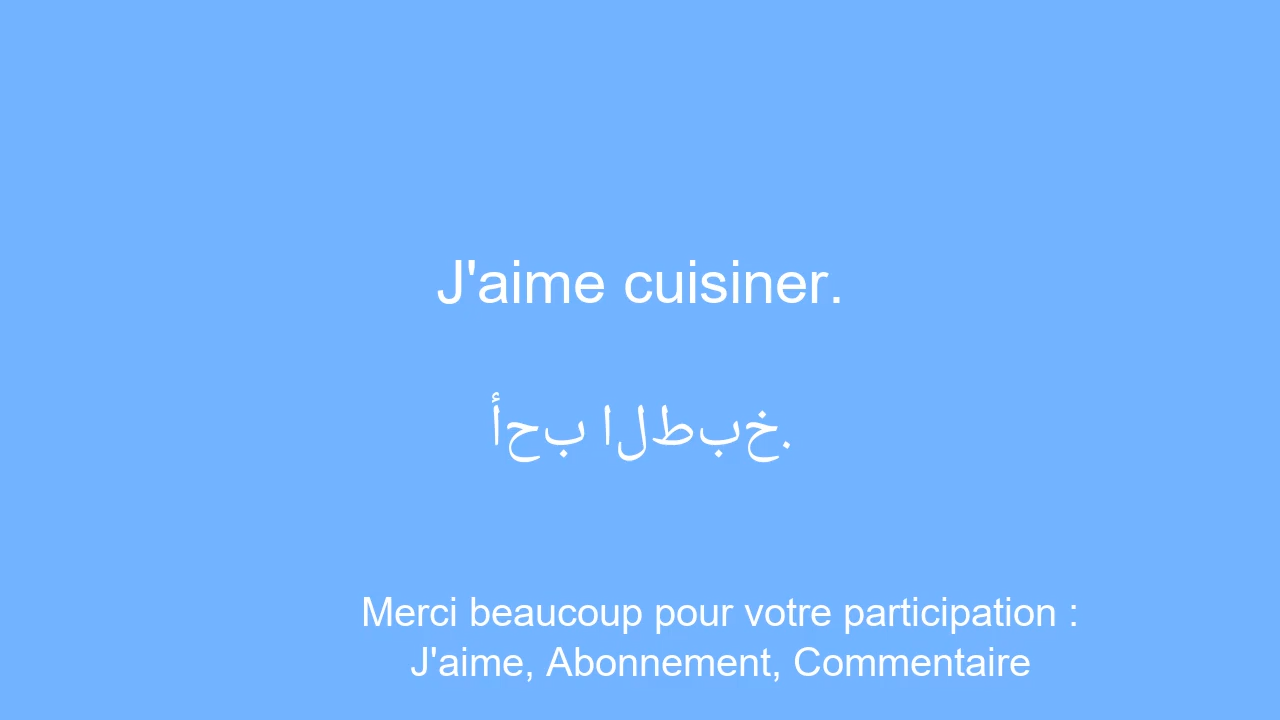 J'aime cuisiner.
أحب الطبخ.
Merci beaucoup pour votre participation :
J'aime, Abonnement, Commentaire